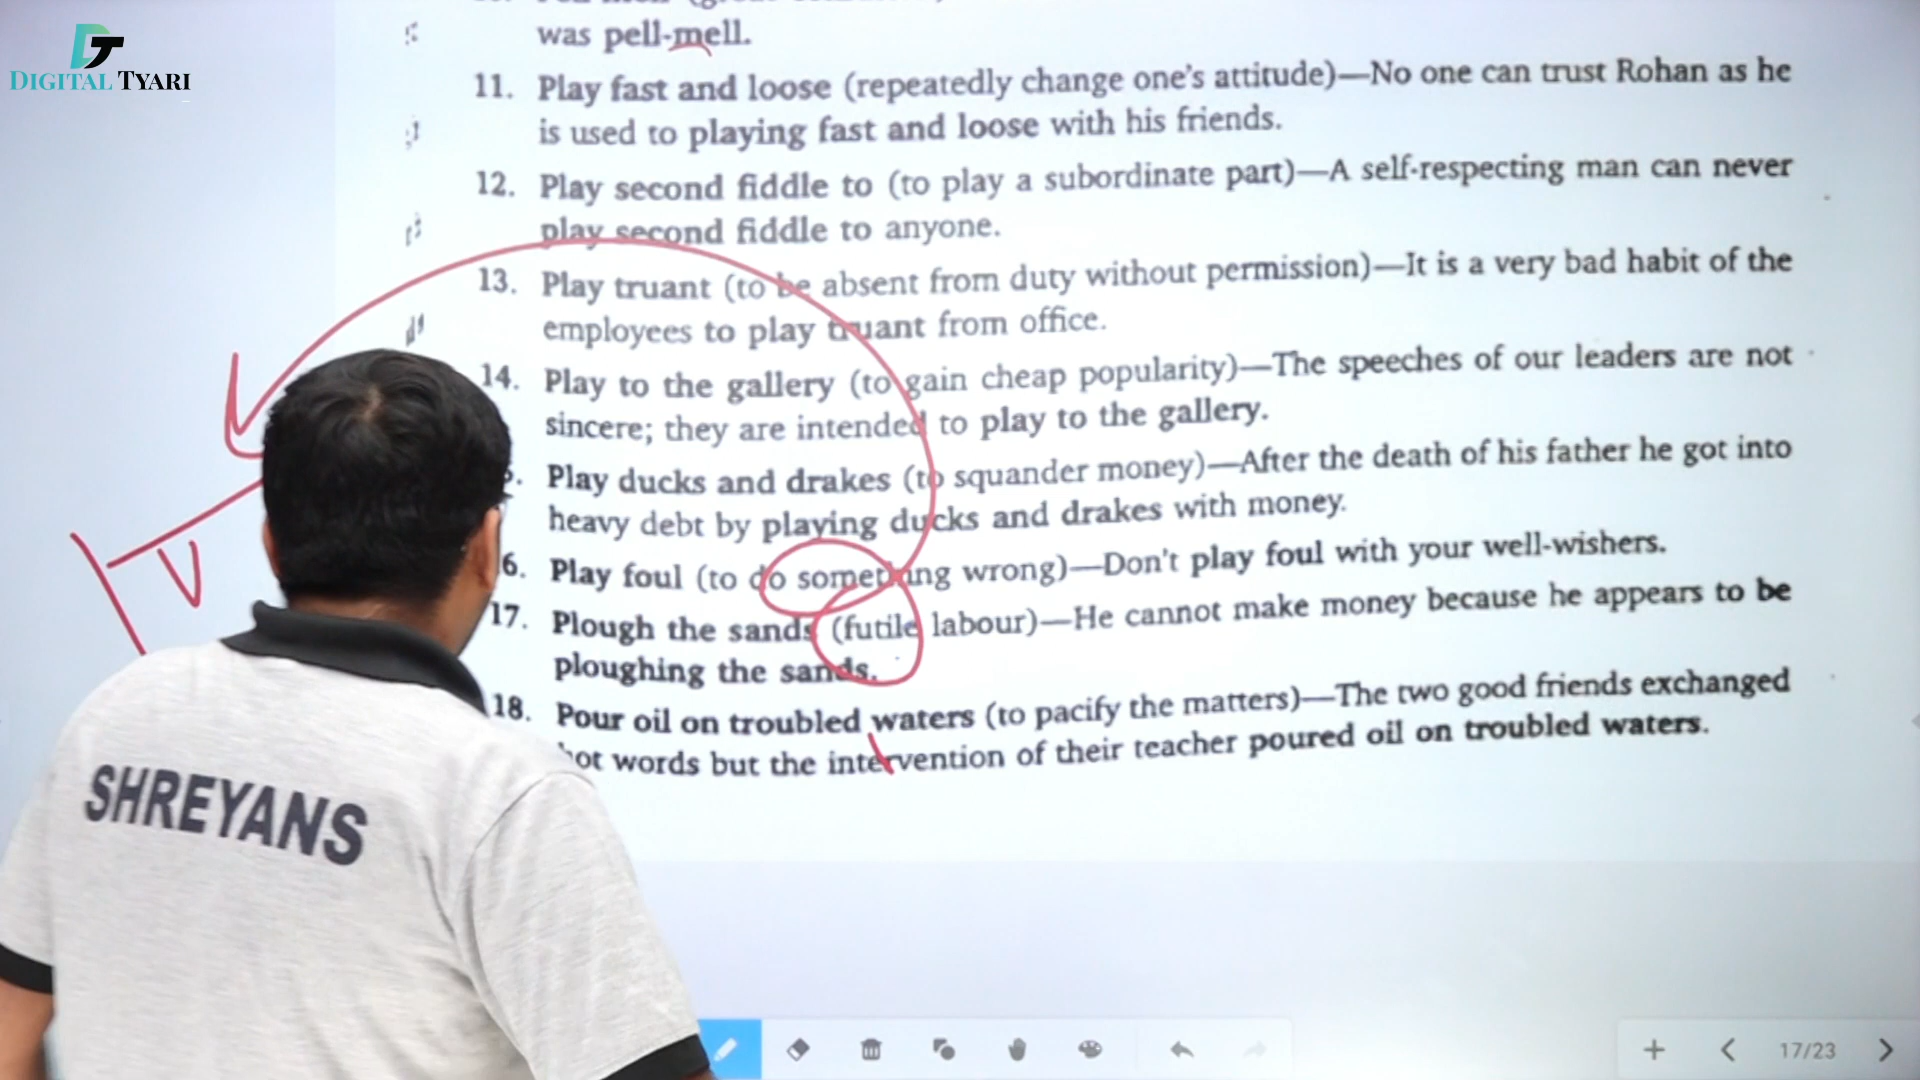 DIGITAL TYARI
was pell-mell.
11. Play fast and loose (repeatedly change one's attitude)—No one can trust Rohan as he
is used to playing fast and loose with his friends.
12. Play second fiddle to (to play a subordinate part)—A self-respecting man can never
play second fiddle to anyone.
13. Play truant (to be absent from duty without permission)—It is a very bad habit of the
employees to play truant from office.
14. Play to the gallery (to gain cheap popularity)—The speeches of our leaders are not
sincere; they are intended to play to the gallery.
Play ducks and drakes (to squander money)—After the death of his father he got into
heavy debt by playing ducks and drakes with money.
6. Play foul (to do something wrong)—Don't play foul with your well-wishers.
17. Plough the sands (futile labour)—He cannot make money because he appears to be
ploughing the sands.
18. Pour oil on troubled waters (to pacify the matters)—The two good friends exchanged
ot words but the intervention of their teacher poured oil on troubled waters.
V
SHREYANS
17/23